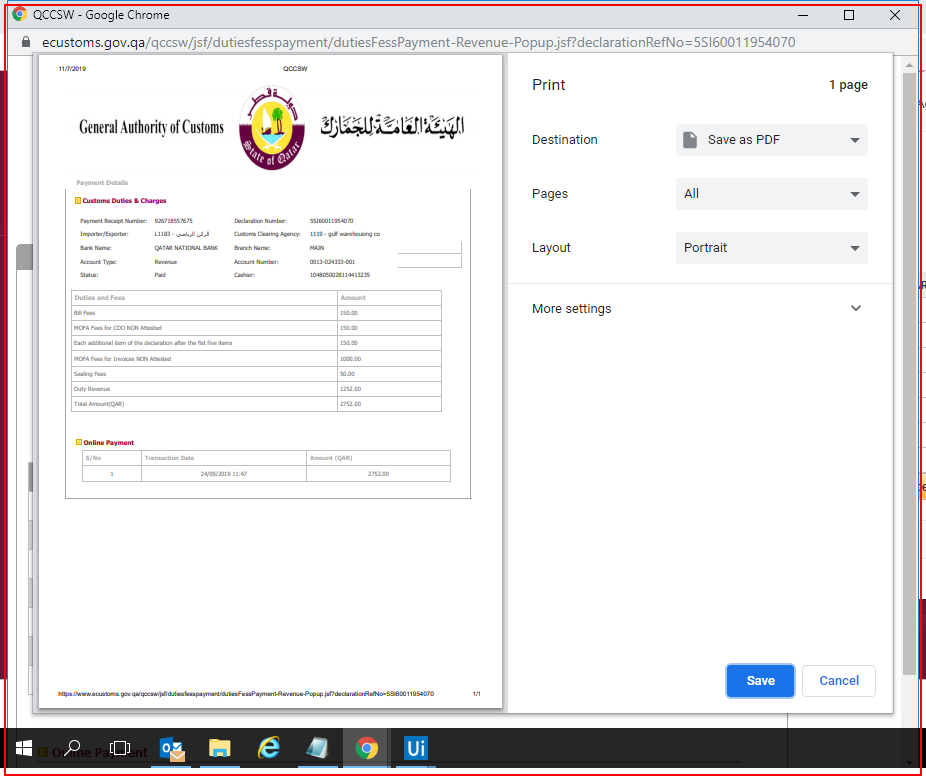 QCCSW - Google Chrome
ecustoms.gov.qa/qccsw/jsf/dutiesfesspayment/dutiesFessPayment-Revenue-Popup.jsf?declarationRefNo=5SI60011954070
11/7/2019 QCCSW
General Authority of Customs
دولة قطر
State of Qatar
الهيئة العامة للجمارك
Payment Details
Customs Duties & Charges
Payment Receipt Number: 926718557675 Declaration Number: 5SI60011954070
Importer/Exporter: L1183 - الركن الرياضي Customs Clearing Agency: 1119 - gulf warehousing co
Bank Name: QATAR NATIONAL BANK Branch Name: MAIN
Account Type: Revenue Account Number: 0013-024333-001
Status: Paid Cashier: 1048050028114413235
Duties and Fees Amount
Bill Fees 150.00
MOFA Fees for COO NON Attested 150.00
Each additional item of the declaration after the fist five items 150.00
MOFA Fees for Invoices NON Attested 1000.00
Sealing Fees 50.00
Duty Revenue 1252.00
Total Amount(QAR) 2752.00
Online Payment
S/No Transaction Date Amount (QAR)
1 24/09/2019 11:47 2752.00
https://www.ecustoms.gov.qa/qccsw/jsf/dutiesfesspayment/dutiesFessPayment-Revenue-Popup.jsf?declarationRefNo=5SI60011954070 1/1
Print 1 page
Destination Save as PDF
Pages All
Layout Portrait
More settings
Save Cancel
Online Payment
Ui